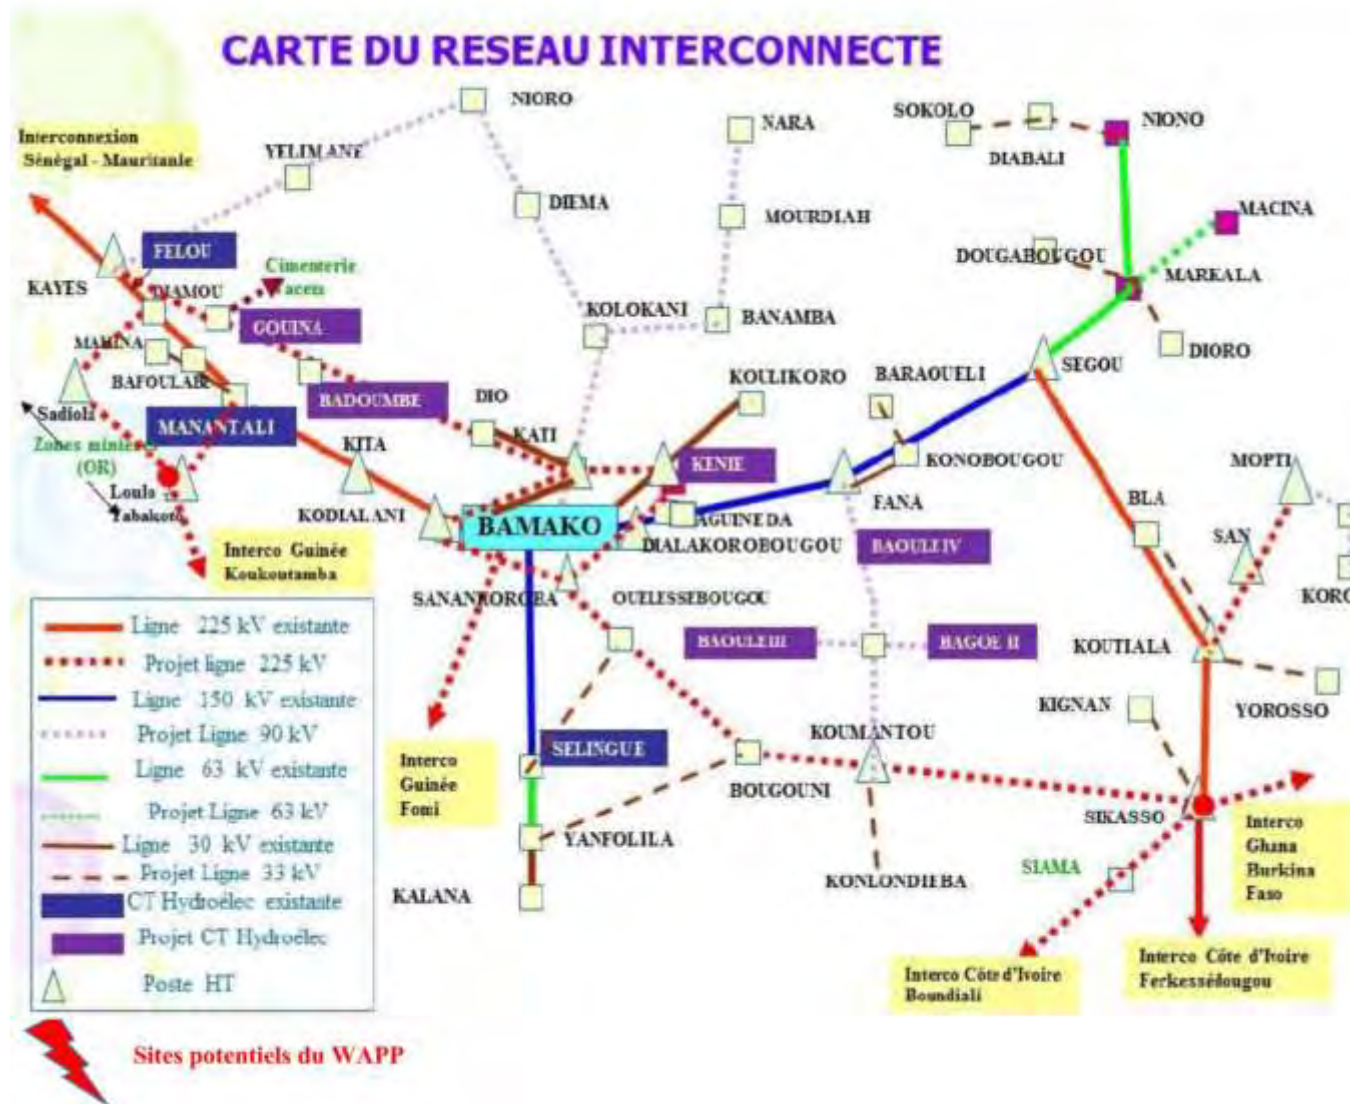 CARTE DU RESEAU INTERCONNECTE
NIORO
NARA
SOKOLO
NIONO
Interconnexion
Sénégal - Mauritanie
YELIMANE
DIABALI
DIEMA
MOURDIAH
MACINA
FELOU
DOUGABOUGOU
Cimenterie
MARKALA
KAYES
DIAMOU
KOLOKANI
BANAMBA
GOUINA
MAHINA
DIORO
SEGOU
BAFOULABE
KOULIKORO
BARAOUELI
DIO
BADOUMBE
Sadiola
MANANTALI
KATI
KITA
Zones minières
(OR)
KENIE
KONOBOUGOU
MOPTI
Loulo
Yabakoto
KODIALANI
BAMAKO
FANA
BLA
DIALAKOROBOUGOU
SAN
Interco Guinée
Koukoutamba
BAOULE IV
SANANKOROBA
OUELESSEBOUGOU
KORO
Ligne 225 kV existante
BAOULE III
BAGOE II
KOUTIALA
Projet ligne 225 kV
Ligne 150 kV existante
KIGNAN
YOROSSO
Projet Ligne 90 kV
SELINGUE
KOUMANTOU
Interco
Guinée
Fomi
Ligne 63 kV existante
BOUGOUNI
SIKASSO
Projet Ligne 63 kV
YANFOLILA
Interco
Ghana
Burkina
Faso
Ligne 30 kV existante
Projet Ligne 33 kV
SIAMA
KONLONDIEBA
KALANA
CT Hydroélec existante
Projet CT Hydroélec
Interco Côte d'Ivoire
Ferkessédougou
Interco Côte d'Ivoire
Boundiali
Poste HT
Sites potentiels du WAPP